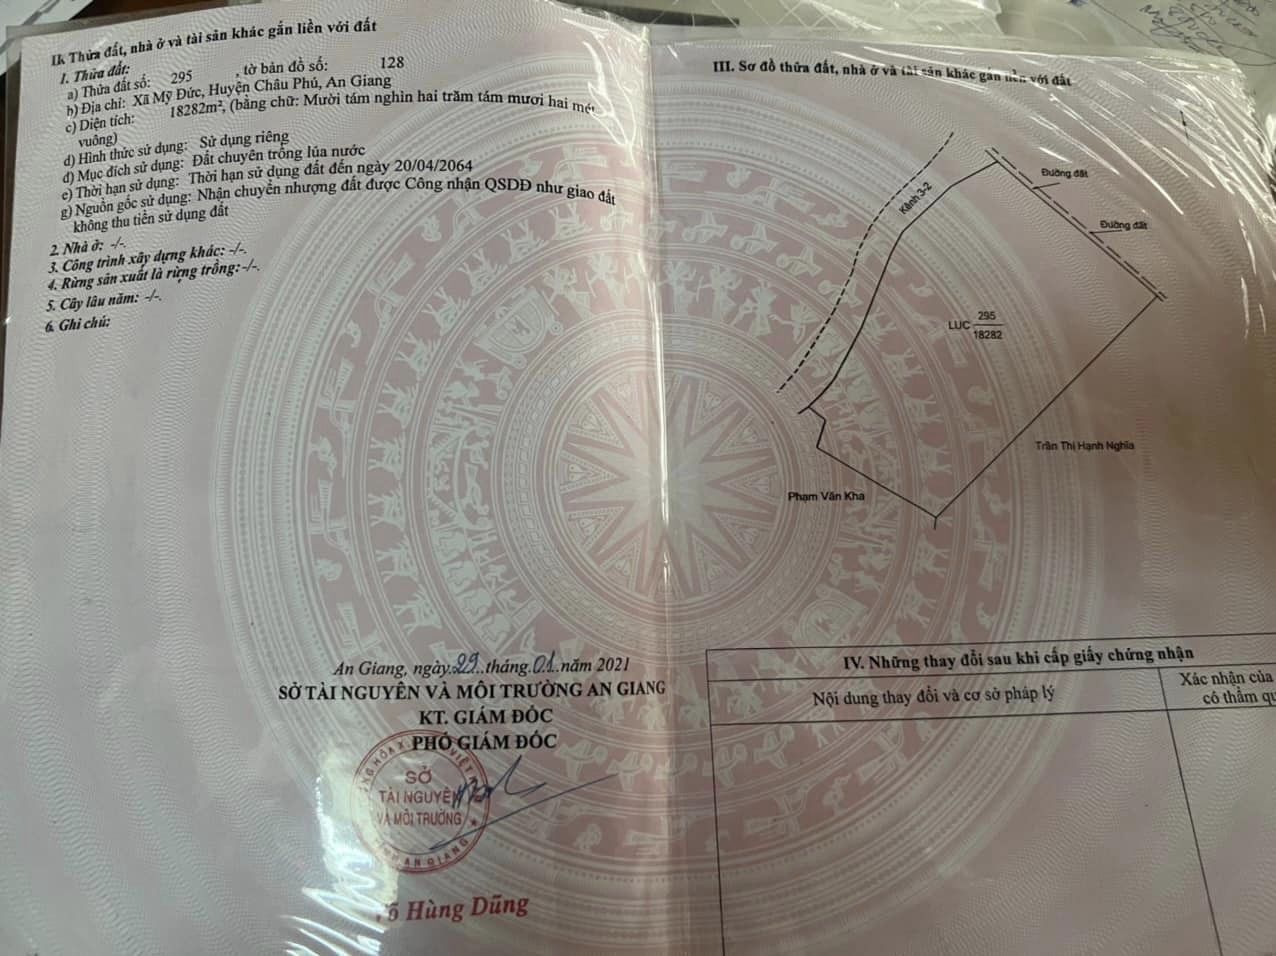 II. Thửa đất, nhà ở và tài sản khác gắn liền với đất
1. Thửa đất:
a) Thửa đất số: 295 , tờ bản đồ số: 128
b) Địa chỉ: Xã Mỹ Đức, Huyện Châu Phú, An Giang
c) Diện tích: 18282m², (bằng chữ: Mười tám nghìn hai trăm tám mươi hai mét
vuông)
d) Hình thức sử dụng: Sử dụng riêng
đ) Mục đích sử dụng: Đất chuyên trồng lúa nước
e) Thời hạn sử dụng: Thời hạn sử dụng đất đến ngày 20/04/2064
g) Nguồn gốc sử dụng: Nhận chuyển nhượng đất được Công nhận QSDĐ như giao đất
không thu tiền sử dụng đất
2. Nhà ở: -/-.
3. Công trình xây dựng khác: -/-.
4. Rừng sản xuất là rừng trồng: -/-.
5. Cây lâu năm: -/-.
6. Ghi chú:
An Giang, ngày 29 tháng 01 năm 2021
SỞ TÀI NGUYÊN VÀ MÔI TRƯỜNG AN GIANG
KT. GIÁM ĐỐC
PHÓ GIÁM ĐỐC
SỞ
TÀI NGUYÊN
VÀ MÔI TRƯỜNG
AN GIANG
Võ Hùng Dũng
III. Sơ đồ thửa đất, nhà ở và tài sản khác gắn liền với đất
Đường đất
Kênh 3-2
Đường đất
LUC 295
18282
Trần Thị Hạnh Nghĩa
Phạm Văn Kha
IV. Những thay đổi sau khi cấp giấy chứng nhận
Nội dung thay đổi và cơ sở pháp lý
Xác nhận của
có thẩm qu